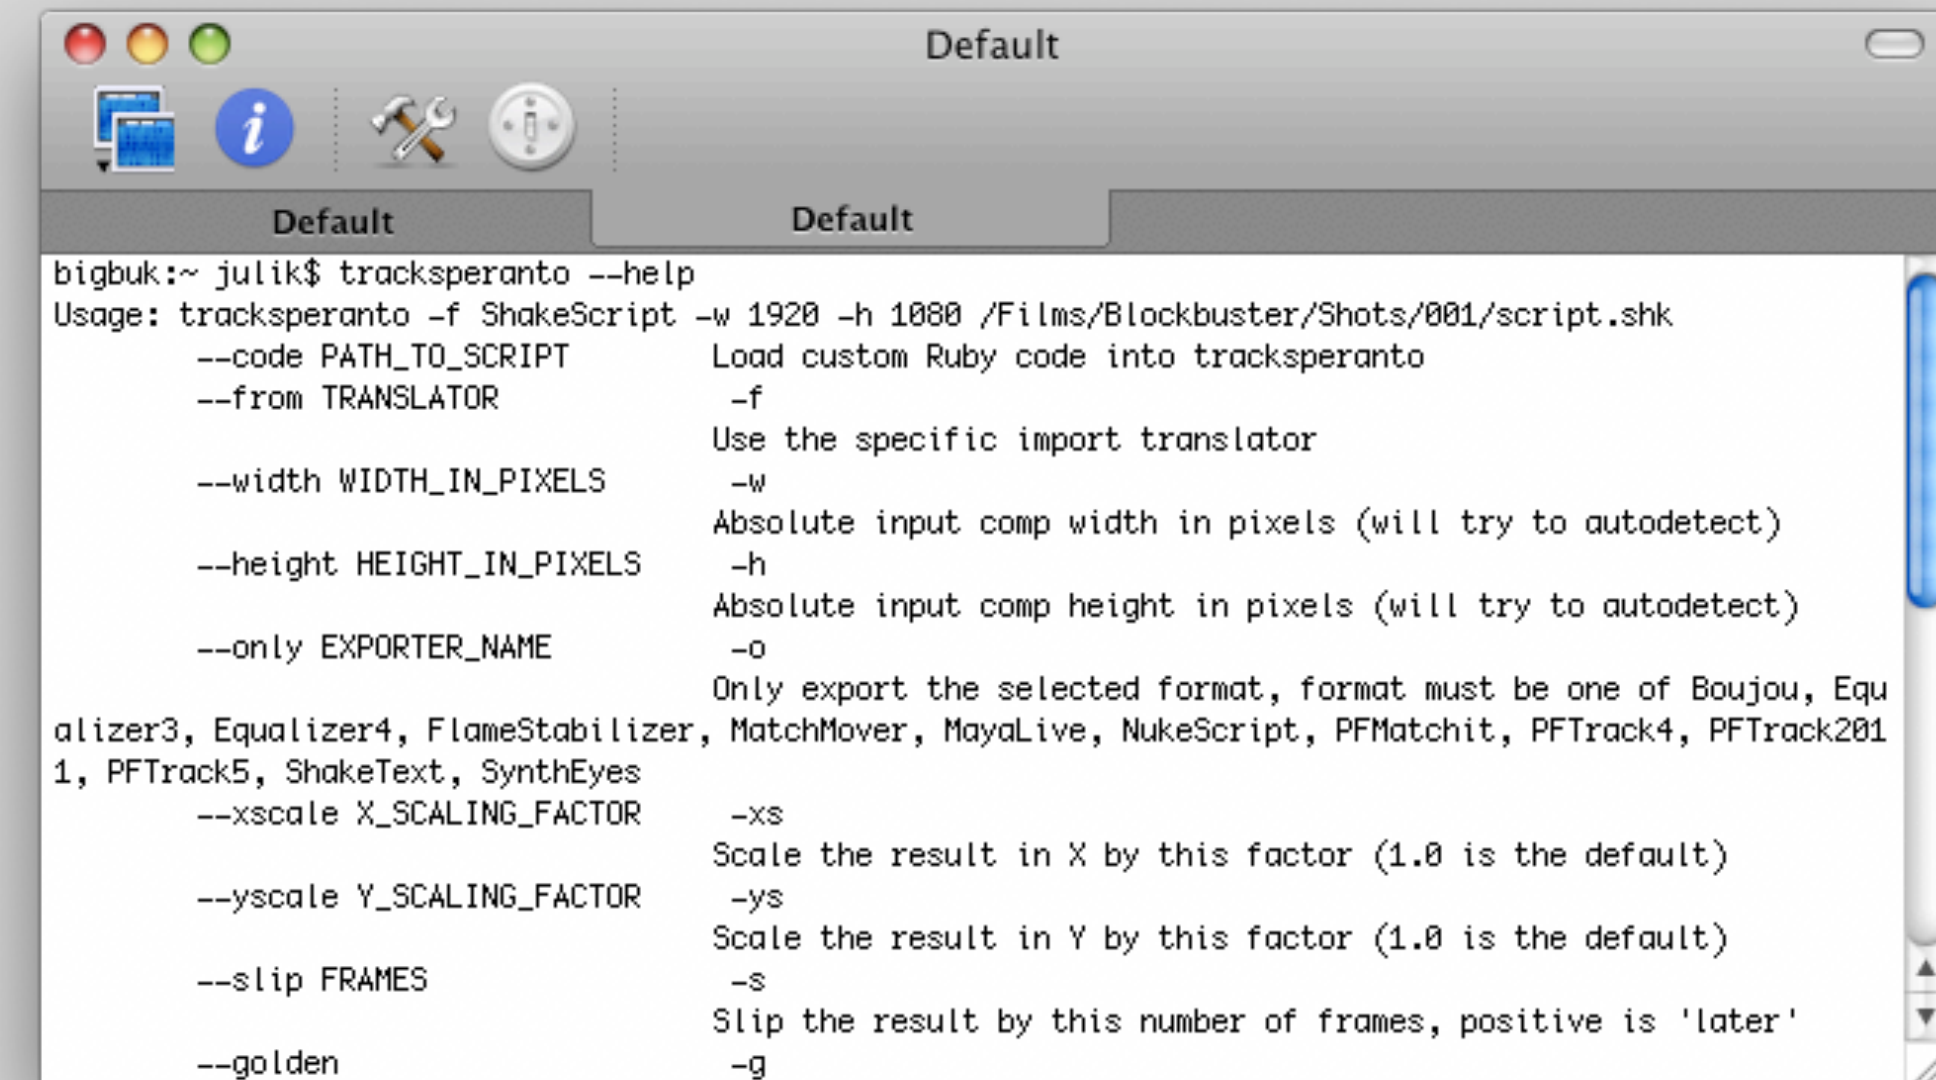 Default
Default
Default
bigbuk:~ julik$ tracksperanto --help
Usage: tracksperanto -f ShakeScript -w 1920 -h 1080 /Films/Blockbuster/Shots/001/script.shk
--code PATH_TO_SCRIPT Load custom Ruby code into tracksperanto
--from TRANSLATOR -f
Use the specific import translator
--width WIDTH_IN_PIXELS -w
Absolute input comp width in pixels (will try to autodetect)
--height HEIGHT_IN_PIXELS -h
Absolute input comp height in pixels (will try to autodetect)
--only EXPORTER_NAME -o
Only export the selected format, format must be one of Boujou, Equ
alizer3, Equalizer4, FlameStabilizer, MatchMover, MayaLive, NukeScript, PFMatchit, PFTrack4, PFTrack201
1, PFTrack5, ShakeText, SynthEyes
--xscale X_SCALING_FACTOR -xs
Scale the result in X by this factor (1.0 is the default)
--yscale Y_SCALING_FACTOR -ys
Scale the result in Y by this factor (1.0 is the default)
--slip FRAMES -s
Slip the result by this number of frames, positive is 'later'
--golden -g